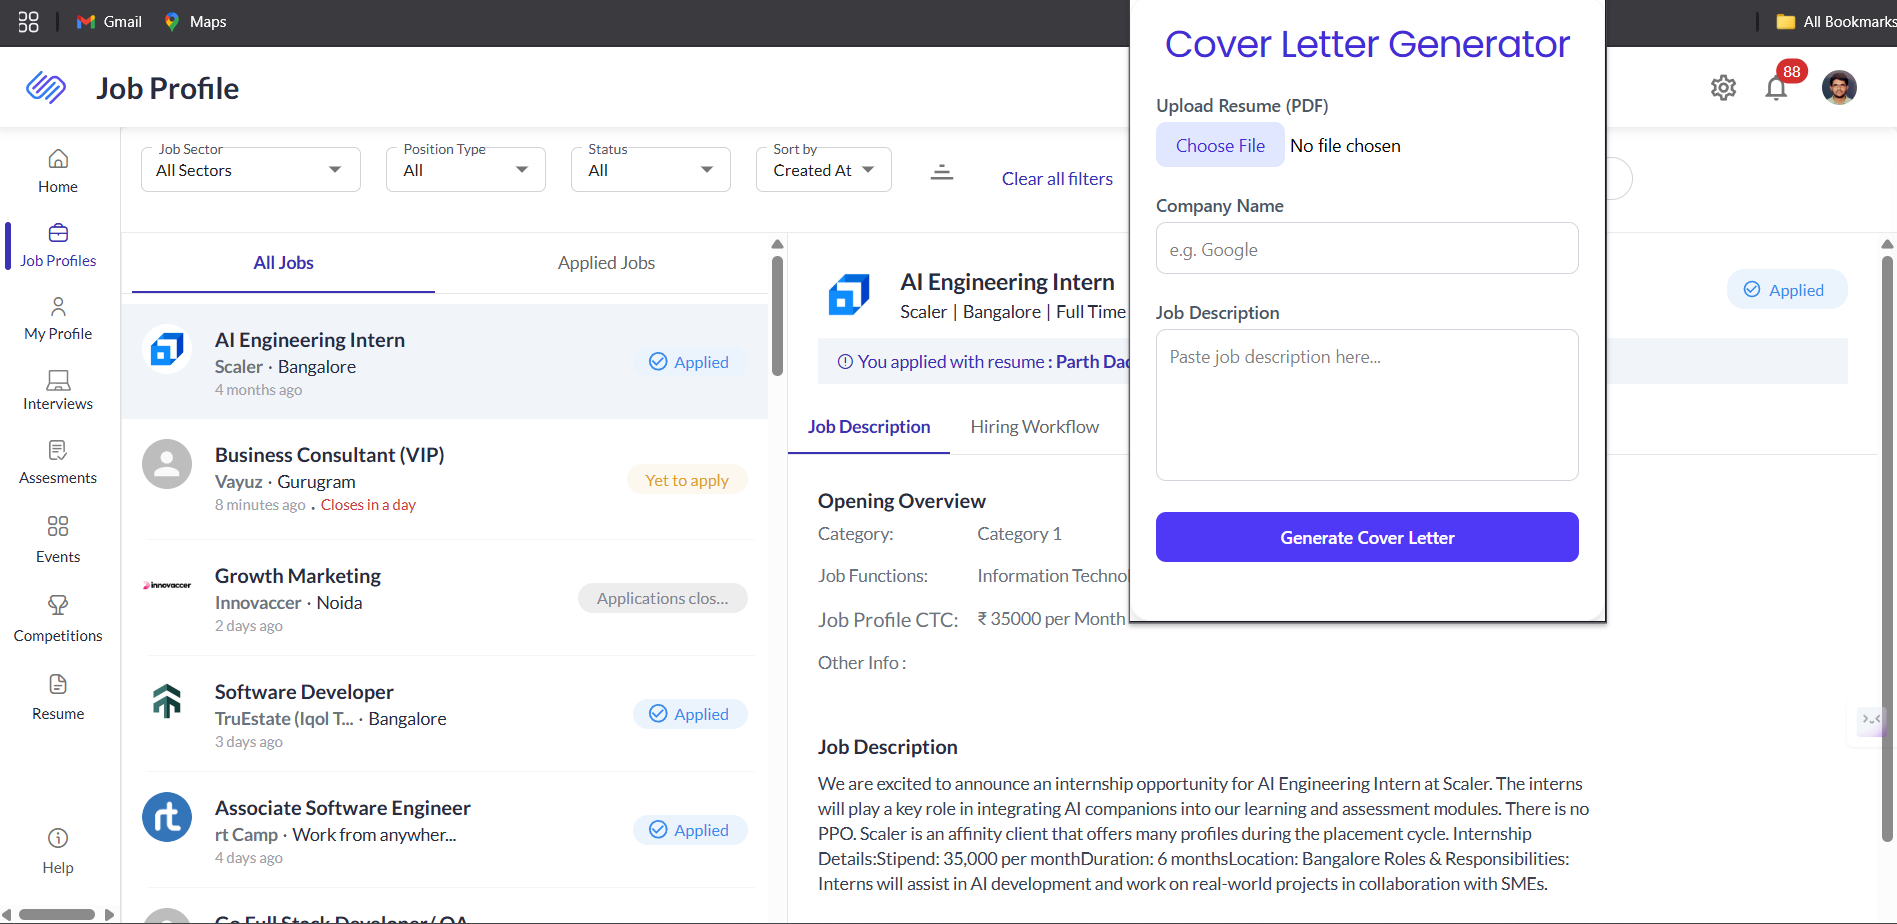 Gmail
Maps
All Bookmarks
Job Profile
88
Cover Letter Generator
Upload Resume (PDF)
Choose File No file chosen
Company Name
e.g. Google
Job Description
Paste job description here...
Generate Cover Letter
Home
Job Profiles
My Profile
Interviews
Assesments
Events
Competitions
Resume
Help
Job Sector
All Sectors
Position Type
All
Status
All
Sort by
Created At
Clear all filters
All Jobs
Applied Jobs
AI Engineering Intern
Scaler · Bangalore
4 months ago
Applied
Business Consultant (VIP)
Vayuz · Gurugram
8 minutes ago . Closes in a day
Yet to apply
innovaccer
Growth Marketing
Innovaccer · Noida
2 days ago
Applications clos...
Software Developer
TruEstate (Iqol T... · Bangalore
3 days ago
Applied
rt
Associate Software Engineer
rt Camp · Work from anywher...
4 days ago
Applied
AI Engineering Intern
Scaler | Bangalore | Full Time
Applied
You applied with resume : Parth
Job Description
Hiring Workflow
Opening Overview
Category: Category 1
Job Functions: Information
Job Profile CTC: ₹ 35000 per Month
Other Info :
Job Description
We are excited to announce an internship opportunity for AI Engineering Intern at Scaler. The interns
will play a key role in integrating AI companions into our learning and assessment modules. There is no
PPO. Scaler is an affinity client that offers many profiles during the placement cycle. Internship
Details:Stipend: 35,000 per monthDuration: 6 monthsLocation: Bangalore Roles & Responsibilities:
Interns will assist in AI development and work on real-world projects in collaboration with SMEs.